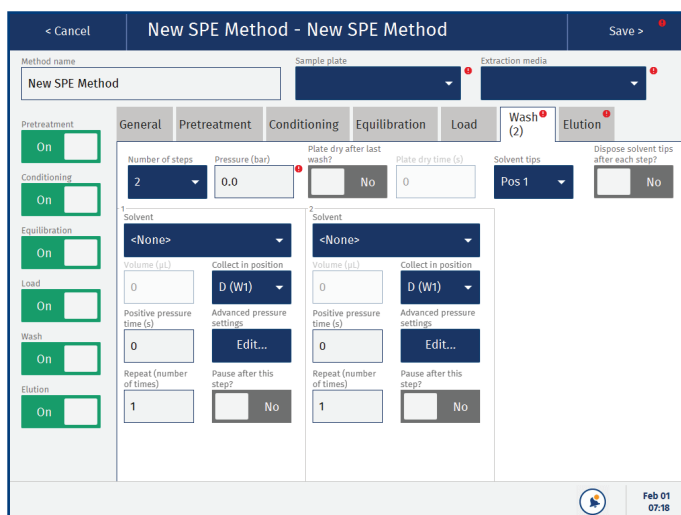 < Cancel
New SPE Method - New SPE Method
Save >
Method name
Sample plate
Extraction media
New SPE Method
Pretreatment
On
Conditioning
On
Equilibration
On
Load
On
Wash
On
Elution
On
General
Pretreatment
Conditioning
Equilibration
Load
Wash
(2)
Elution
Number of steps
2
Pressure (bar)
0.0
Plate dry after last
wash?
No
Plate dry time (s)
0
Solvent tips
Pos 1
Dispose solvent tips
after each step?
No
1
Solvent
<None>
Volume (µL)
0
Collect in position
D (W1)
Positive pressure
time (s)
0
Advanced pressure
settings
Edit...
Repeat (number
of times)
1
Pause after this
step?
No
2
Solvent
<None>
Volume (µL)
0
Collect in position
D (W1)
Positive pressure
time (s)
0
Advanced pressure
settings
Edit...
Repeat (number
of times)
1
Pause after this
step?
No
Feb 01
07:18